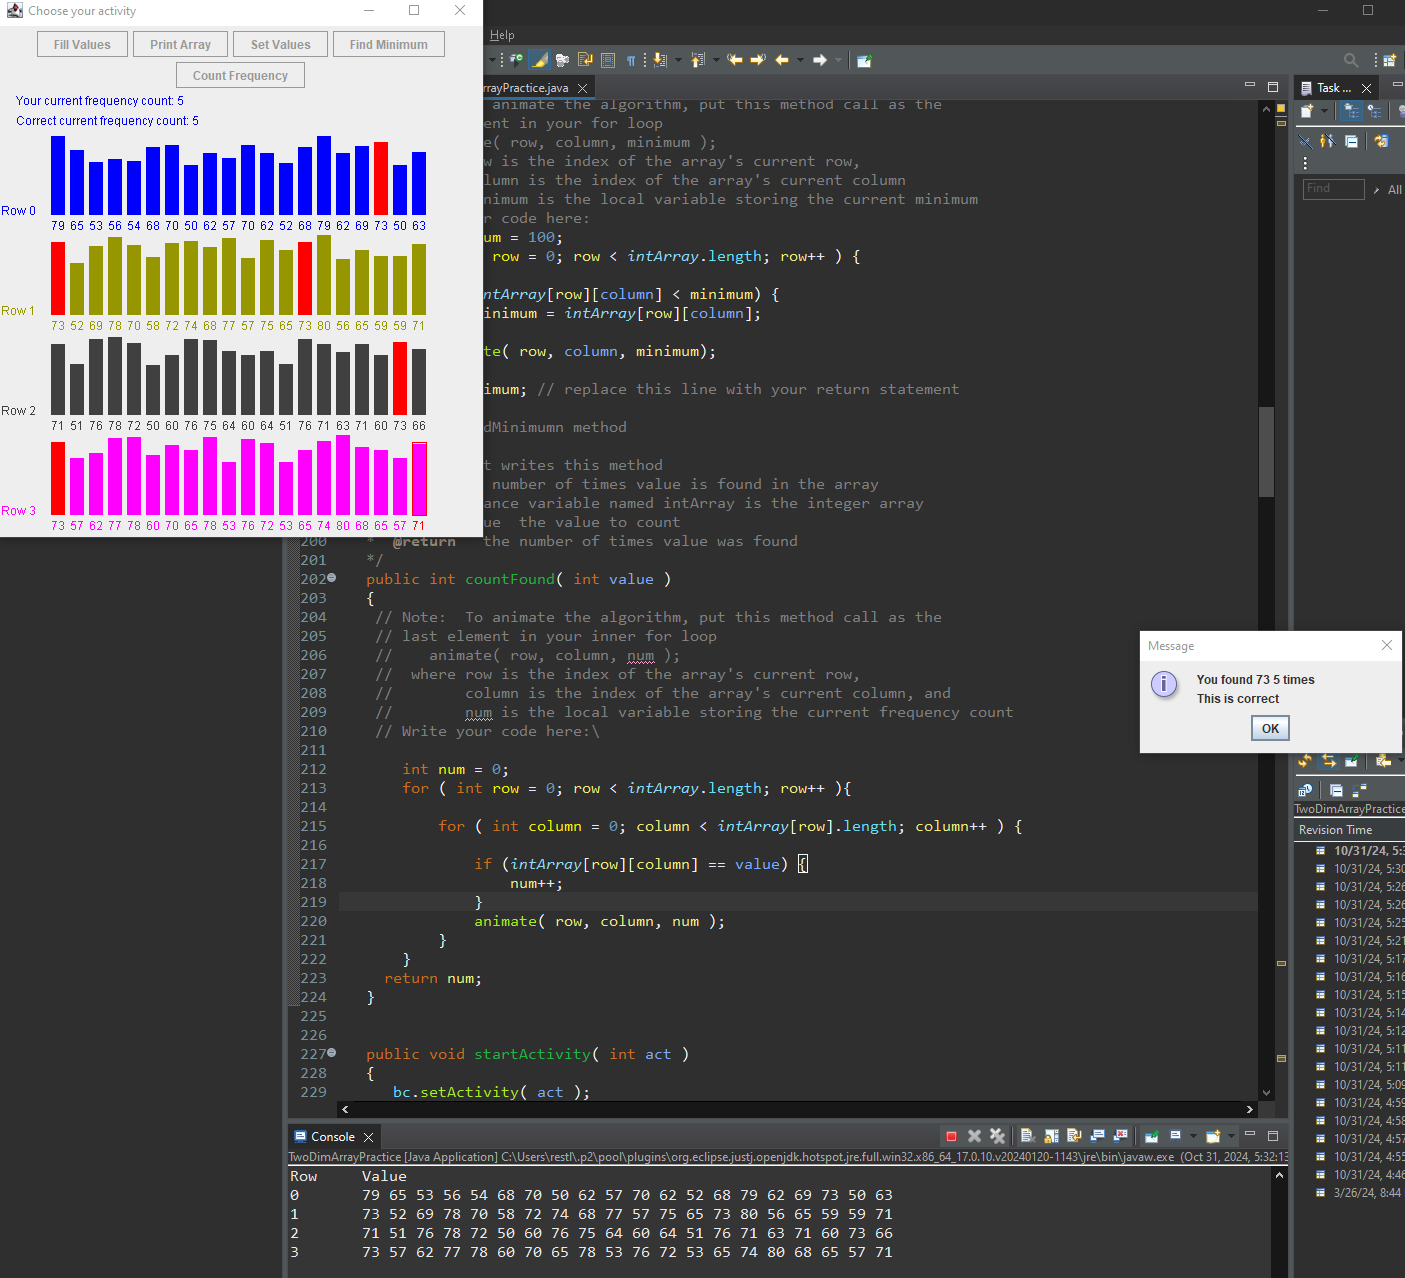 Choose your activity
Fill Values
Print Array
Set Values
Find Minimum
Count Frequency
Your current frequency count: 5
Correct current frequency count: 5
Row 0
79 65 53 56 54 68 70 50 62 57 70 62 52 68 79 62 69 73 50 63
Row 1
73 52 69 78 70 58 72 74 68 77 57 75 65 73 80 56 65 59 59 71
Row 2
71 51 76 78 72 50 60 76 75 64 60 64 51 76 71 63 71 60 73 66
Row 3
73 57 62 77 78 60 70 65 78 53 76 72 53 65 74 80 68 65 57 71
Help
rrayPractice.java
animate the algorithm, put this method call as the
ent in your for loop
e( row, column, minimum );
w is the index of the array's current row,
lumn is the index of the array's current column
nimum is the local variable storing the current minimum
r code here:
um = 100;
row = 0; row < intArray.length; row++ ) {
ntArray[row][column] < minimum) {
inimum = intArray[row][column];
te( row, column, minimum);
imum; // replace this line with your return statement
dMinimumn method
t writes this method
number of times value is found in the array
ance variable named intArray is the integer array
ue  the value to count
200 * @return   the number of times value was found
201 */
202 public int countFound( int value )
203 {
204 // Note:  To animate the algorithm, put this method call as the
205 // last element in your inner for loop
206 //    animate( row, column, num );
207 //  where row is the index of the array's current row,
208 //        column is the index of the array's current column, and
209 //        num is the local variable storing the current frequency count
210 // Write your code here:\
211
212 int num = 0;
213 for ( int row = 0; row < intArray.length; row++ ){
214
215 for ( int column = 0; column < intArray[row].length; column++ ) {
216
217 if (intArray[row][column] == value) {
218 num++;
219 }
220 animate( row, column, num );
221 }
222 }
223 return num;
224 }
225
226
227 public void startActivity( int act )
228 {
229 bc.setActivity( act );
Task ...
Find
All
Message
You found 73 5 times
This is correct
OK
TwoDimArrayPractice
Revision Time
10/31/24, 5:3
10/31/24, 5:30
10/31/24, 5:26
10/31/24, 5:26
10/31/24, 5:25
10/31/24, 5:21
10/31/24, 5:17
10/31/24, 5:16
10/31/24, 5:15
10/31/24, 5:14
10/31/24, 5:12
10/31/24, 5:11
10/31/24, 5:11
10/31/24, 5:09
10/31/24, 4:59
10/31/24, 4:58
10/31/24, 4:57
10/31/24, 4:55
10/31/24, 4:46
3/26/24, 8:44
Console
TwoDimArrayPractice [Java Application] C:\Users\restl\.p2\pool\plugins\org.eclipse.justj.openjdk.hotspot.jre.full.win32.x86_64_17.0.10.v20240120-1143\jre\bin\javaw.exe (Oct 31, 2024, 5:32:13
Row Value
0 79 65 53 56 54 68 70 50 62 57 70 62 52 68 79 62 69 73 50 63
1 73 52 69 78 70 58 72 74 68 77 57 75 65 73 80 56 65 59 59 71
2 71 51 76 78 72 50 60 76 75 64 60 64 51 76 71 63 71 60 73 66
3 73 57 62 77 78 60 70 65 78 53 76 72 53 65 74 80 68 65 57 71